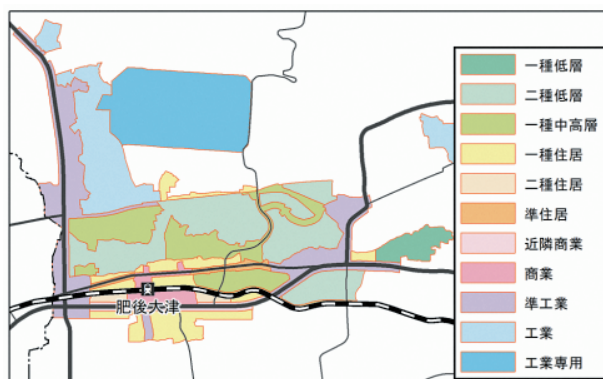 一種低層
二種低層
一種中高層
一種住居
二種住居
準住居
近隣商業
商業
準工業
工業
工業専用
肥後大津